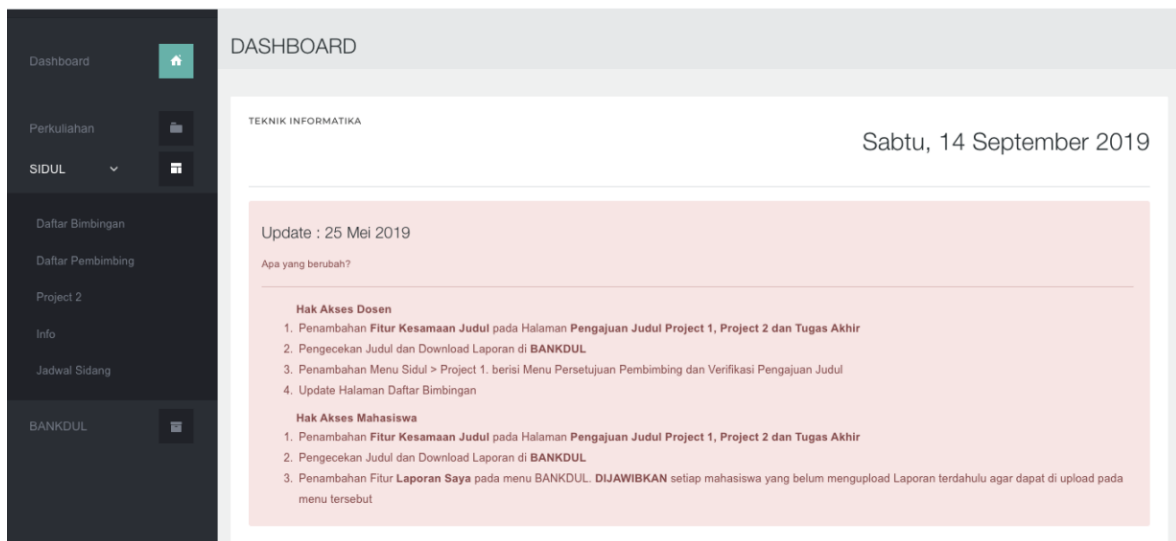 Dashboard
Perkuliahan
SIDUL
Daftar Bimbingan
Daftar Pembimbing
Project 2
Info
Jadwal Sidang
BANKDUL
DASHBOARD
TEKNIK INFORMATIKA
Sabtu, 14 September 2019
Update : 25 Mei 2019
Apa yang berubah?
Hak Akses Dosen
1. Penambahan Fitur Kesamaan Judul pada Halaman Pengajuan Judul Project 1, Project 2 dan Tugas Akhir
2. Pengecekan Judul dan Download Laporan di BANKDUL
3. Penambahan Menu Sidul > Project 1. berisi Menu Persetujuan Pembimbing dan Verifikasi Pengajuan Judul
4. Update Halaman Daftar Bimbingan
Hak Akses Mahasiswa
1. Penambahan Fitur Kesamaan Judul pada Halaman Pengajuan Judul Project 1, Project 2 dan Tugas Akhir
2. Pengecekan Judul dan Download Laporan di BANKDUL
3. Penambahan Fitur Laporan Saya pada menu BANKDUL. DIJAWIBKAN setiap mahasiswa yang belum mengupload Laporan terdahulu agar dapat di upload pada
menu tersebut